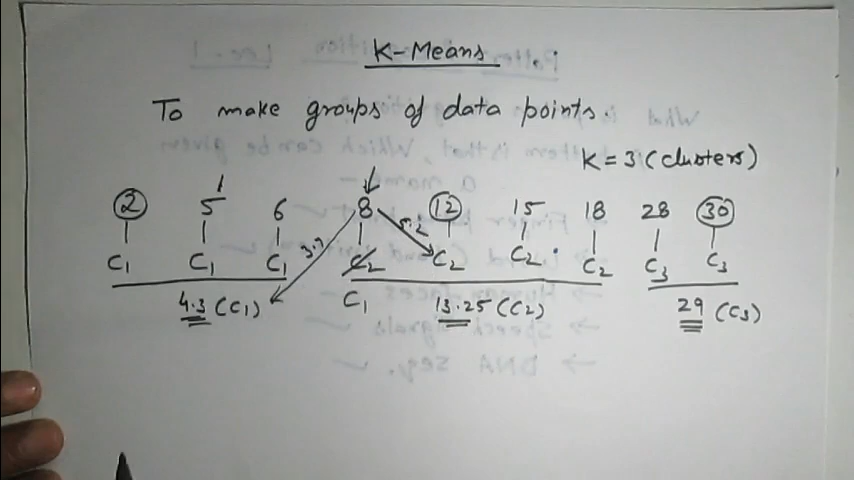 K-Means
To make groups of data points.
K = 3 (clusters)
2 5 6 8 12 15 18 28 30
3.7 5.2
C1 C1 C1 C2 C2 C2 C2 C3 C3
4.3 (C1) C1 13.25 (C2) 29 (C3)